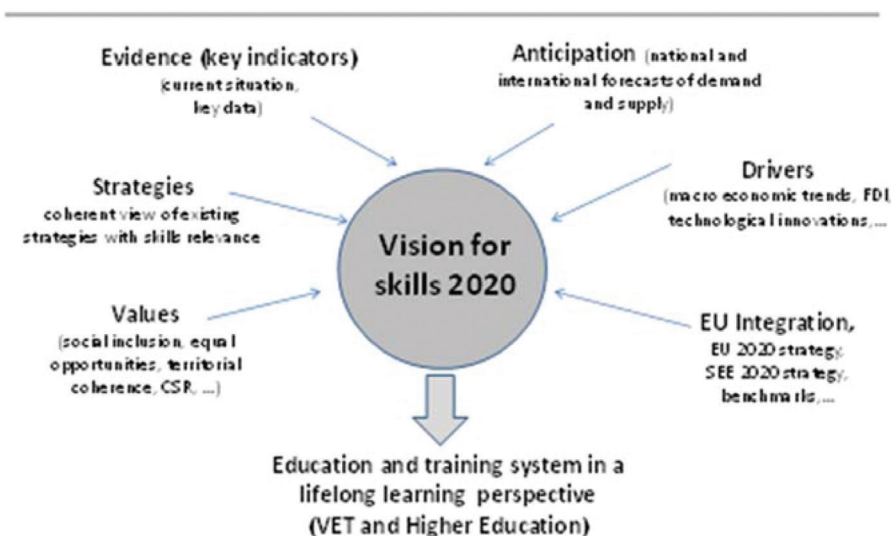 Evidence (key indicators)
(current situation,
key data)
Anticipation (national and
international forecasts of demand
and supply)
Strategies
coherent view of existing
strategies with skills relevance
Drivers
(macro economic trends, FDI,
technological innovations,...
Vision for
skills 2020
Values
(social inclusion, equal
opportunities, territorial
coherence, CSR, ...)
EU Integration,
EU 2020 strategy,
SEE 2020 strategy,
benchmarks,...
Education and training system in a
lifelong learning perspective
(VET and Higher Education)